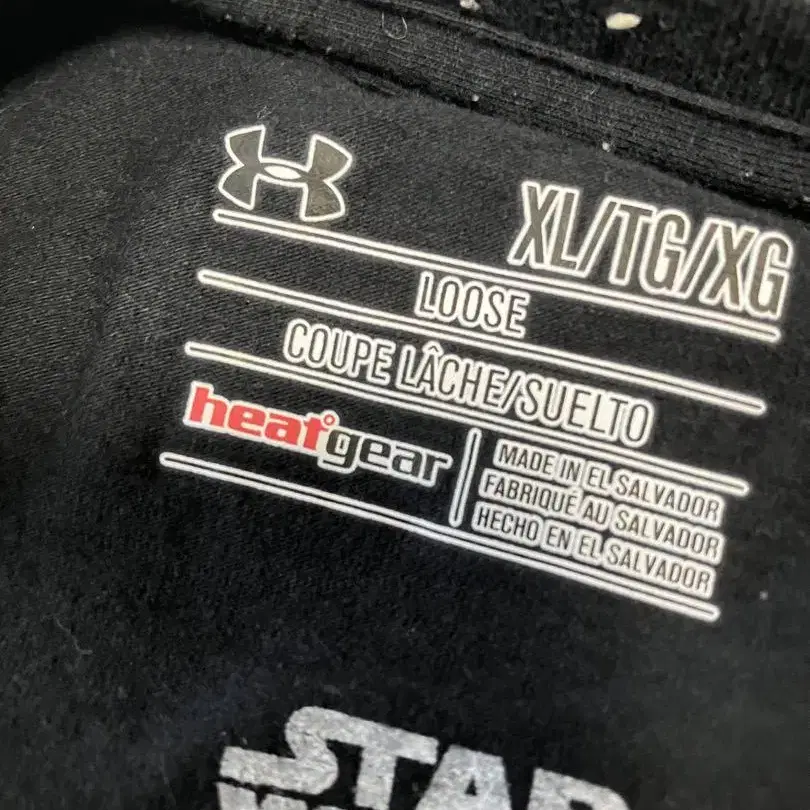 XL/TG/XG
LOOSE
COUPE LÂCHE/SUELTO
heatgear
MADE IN EL SALVADOR
FABRIQUÉ AU SALVADOR
HECHO EN EL SALVADOR
STAR